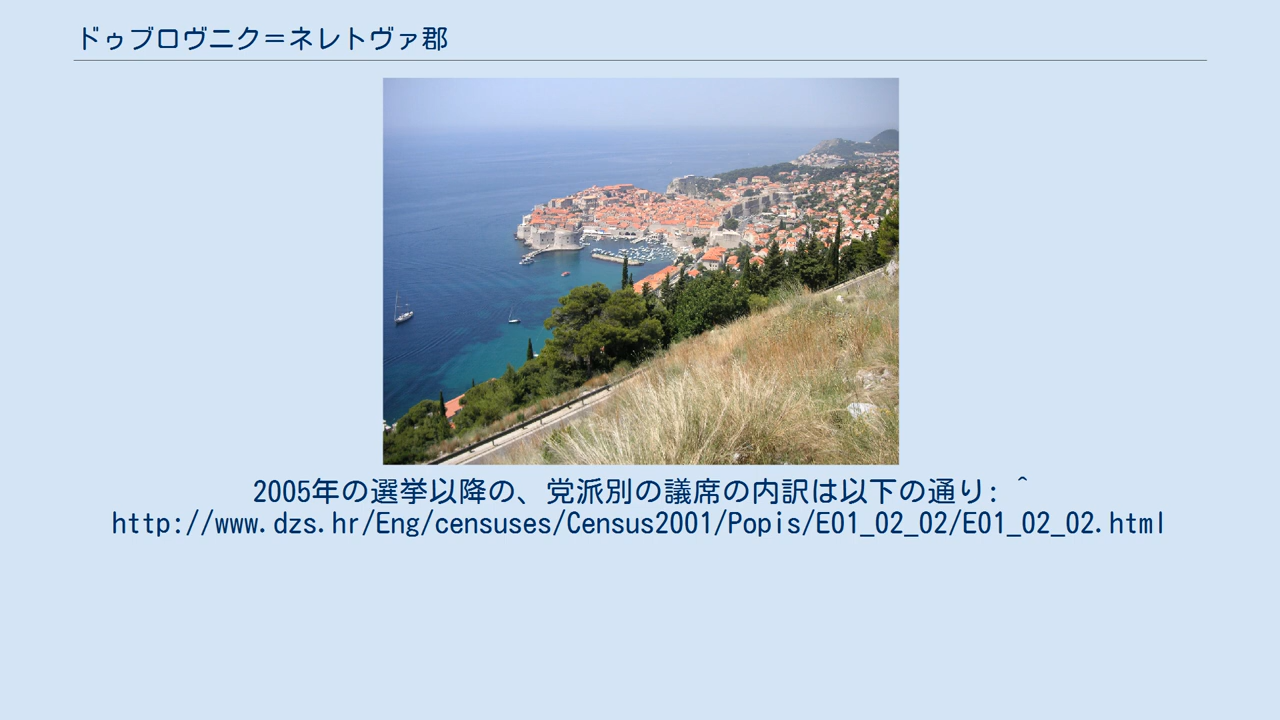 ドゥブロヴニク＝ネレトヴァ郡
2005年の選挙以降の、党派別の議席の内訳は以下の通り: ^
http://www.dzs.hr/Eng/censuses/Census2001/Popis/E01_02_02/E01_02_02.html